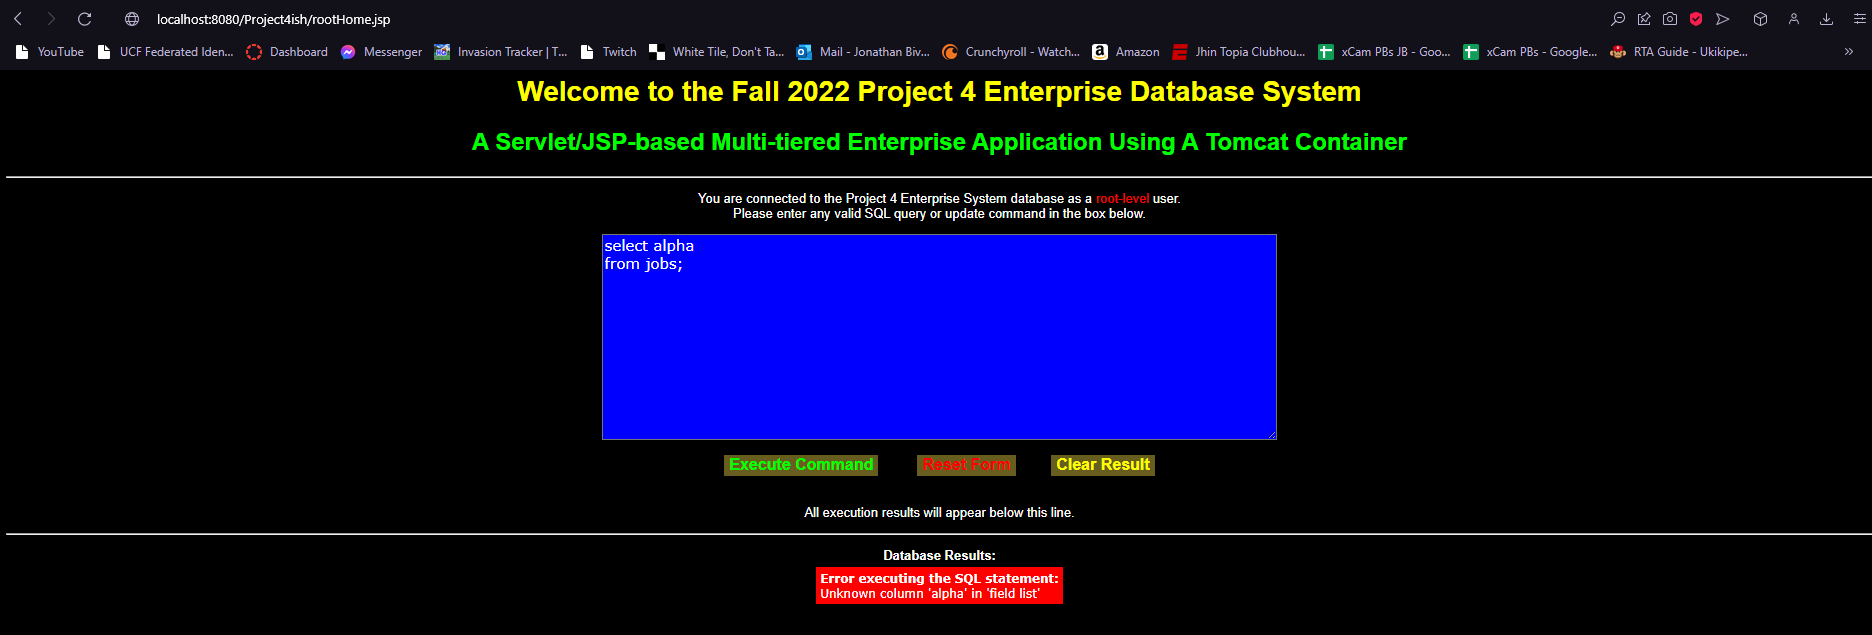 localhost:8080/Project4ish/rootHome.jsp
YouTube UCF Federated Iden... Dashboard Messenger Invasion Tracker | T... Twitch White Tile, Don't Ta... Mail - Jonathan Biv... Crunchyroll - Watch... Amazon Jhin Topia Clubhou... xCam PBs JB - Goo... xCam PBs - Google... RTA Guide - Ukikipe...
Welcome to the Fall 2022 Project 4 Enterprise Database System
A Servlet/JSP-based Multi-tiered Enterprise Application Using A Tomcat Container
You are connected to the Project 4 Enterprise System database as a root-level user.
Please enter any valid SQL query or update command in the box below.
select alpha
from jobs;
Execute Command Reset Form Clear Result
All execution results will appear below this line.
Database Results:
Error executing the SQL statement:
Unknown column 'alpha' in 'field list'